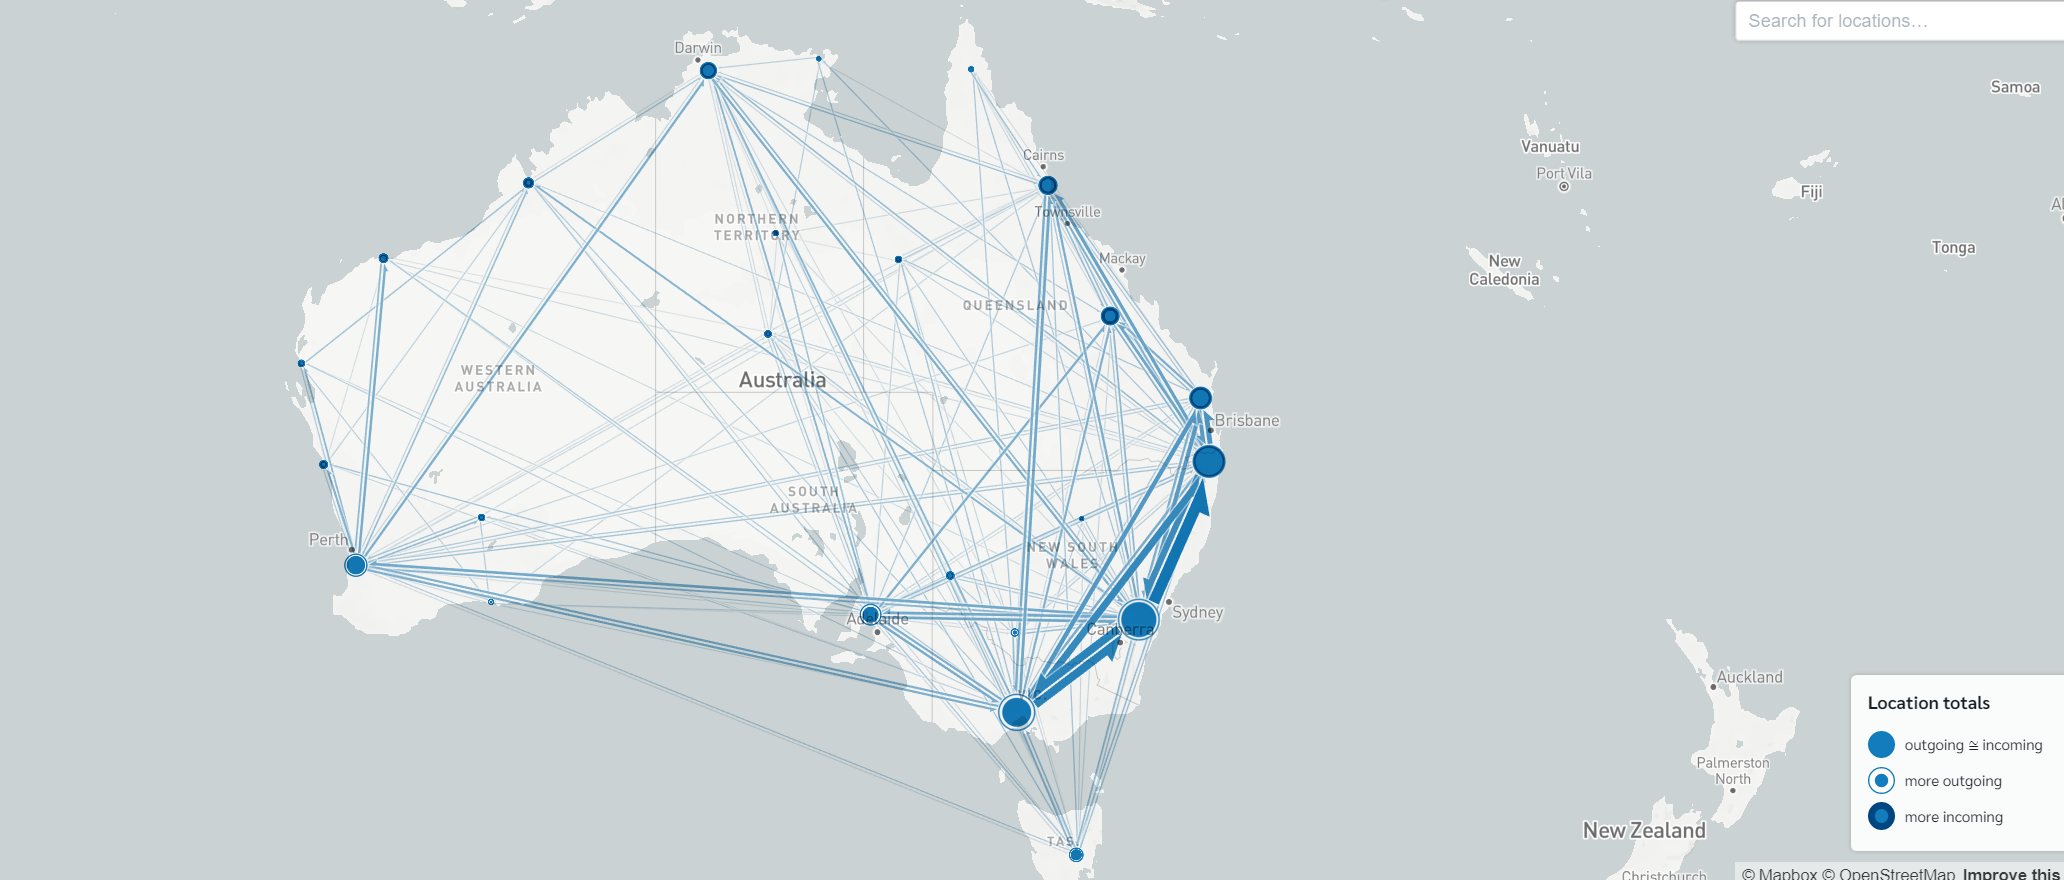 Search for locations…
Darwin
Samoa
Cairns
Vanuatu
Port Vila
Fiji
Townsville
NORTHERN
TERRITORY
Tonga
Mackay
New
Caledonia
QUEENSLAND
WESTERN
AUSTRALIA
Australia
Brisbane
SOUTH
AUSTRALIA
Perth
NEW SOUTH
WALES
Sydney
Adelaide
Canberra
VIC
Auckland
Location totals
outgoing ≅ incoming
more outgoing
more incoming
Palmerston
North
New Zealand
TAS.
Christchurch
© Mapbox © OpenStreetMap Improve this